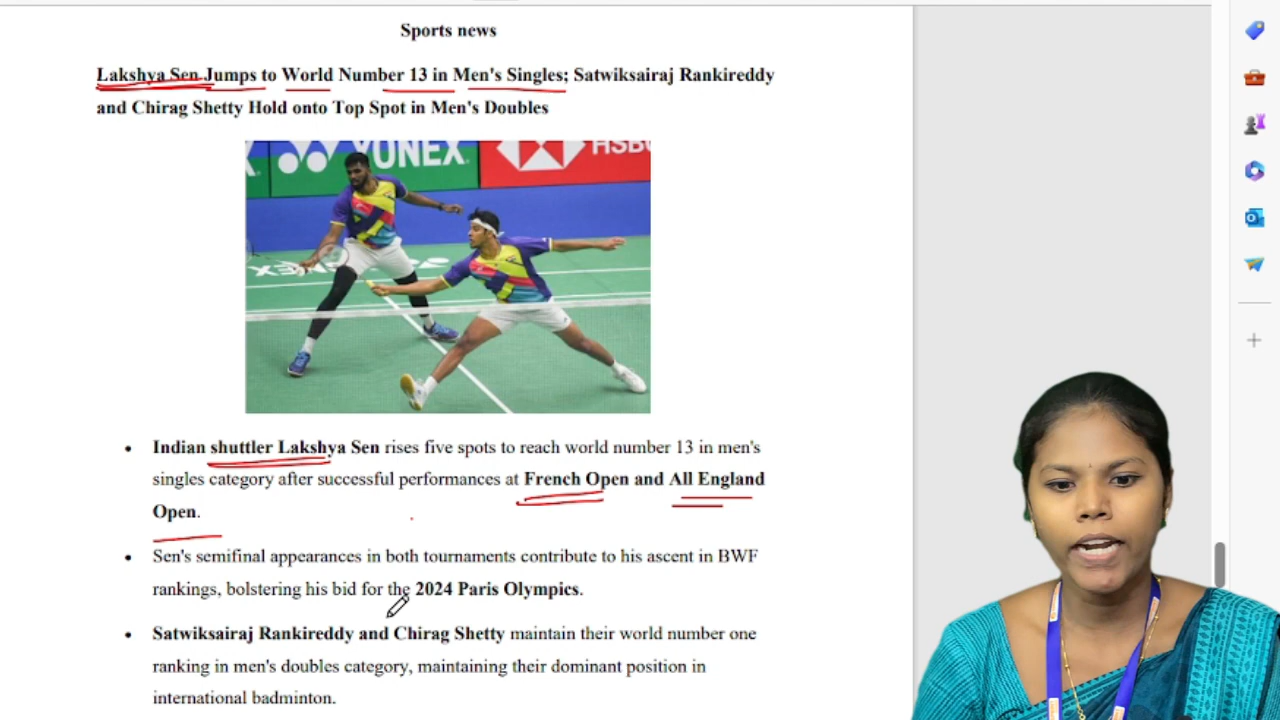 Sports news
Lakshya Sen Jumps to World Number 13 in Men's Singles; Satwiksairaj Rankireddy
and Chirag Shetty Hold onto Top Spot in Men's Doubles
YONEX
HSBC
YONEX
• Indian shuttler Lakshya Sen rises five spots to reach world number 13 in men's
singles category after successful performances at French Open and All England
Open.
• Sen's semifinal appearances in both tournaments contribute to his ascent in BWF
rankings, bolstering his bid for the 2024 Paris Olympics.
• Satwiksairaj Rankireddy and Chirag Shetty maintain their world number one
ranking in men's doubles category, maintaining their dominant position in
international badminton.